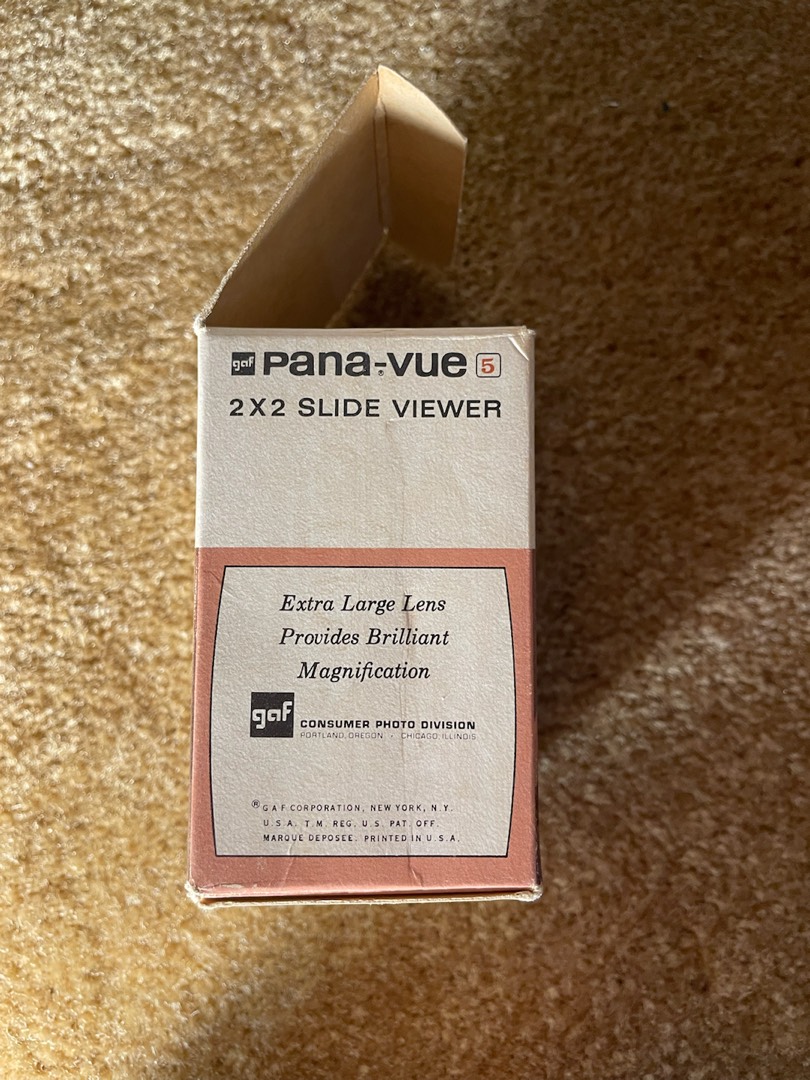 gaf Pana-Vue® 5
2X2 SLIDE VIEWER
Extra Large Lens
Provides Brilliant
Magnification
gaf CONSUMER PHOTO DIVISION
PORTLAND, OREGON • CHICAGO, ILLINOIS
® G A F CORPORATION, NEW YORK, N.Y.
U.S.A. T.M. REG. U.S. PAT. OFF.
MARQUE DEPOSEE. PRINTED IN U.S.A.